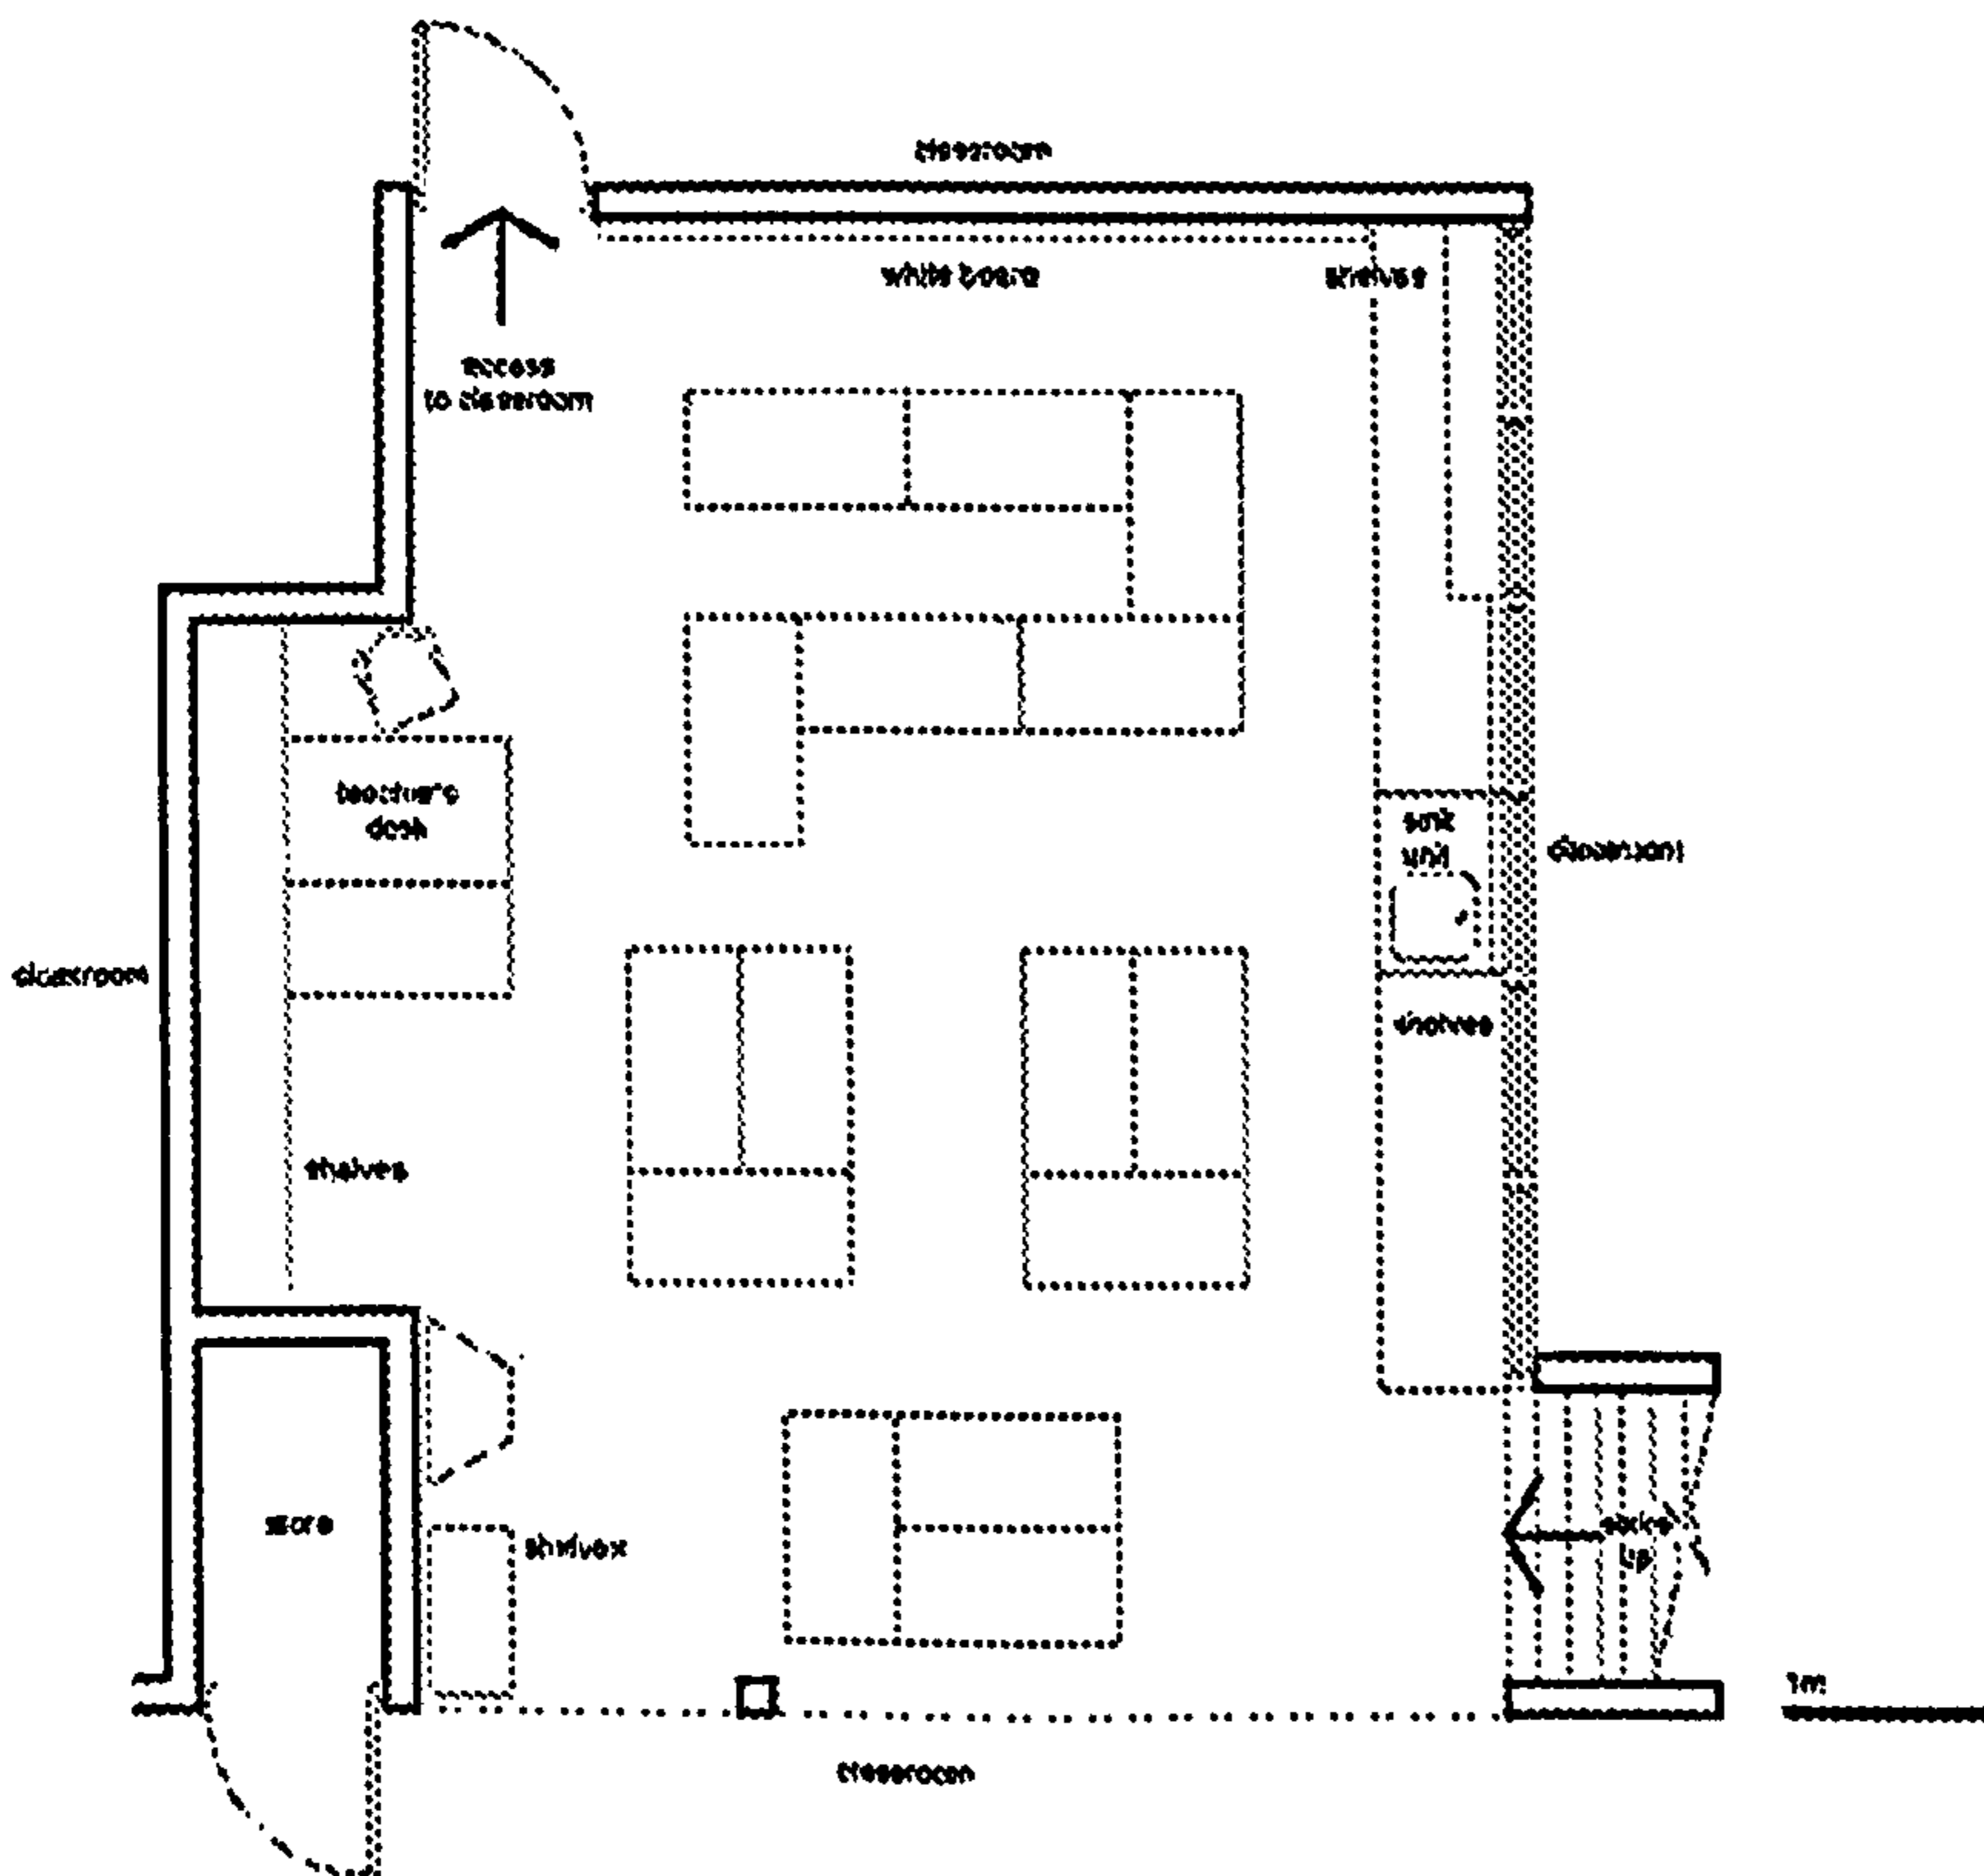 classroom
white board
shelves
access
to classroom
teacher's
desk
sink
unit
classroom
classroom
shelves
shelves
store
shelves
up
1m
classroom